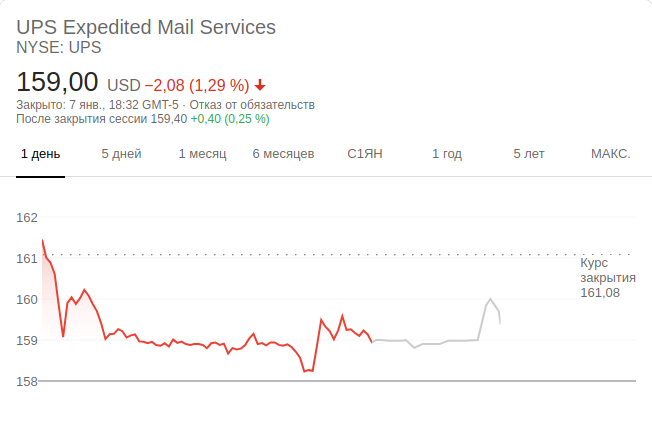 UPS Expedited Mail Services
NYSE: UPS
159,00 USD −2,08 (1,29 %)
Закрыто: 7 янв., 18:32 GMT-5 · Отказ от обязательств
После закрытия сессии 159,40 +0,40 (0,25 %)
1 день 5 дней 1 месяц 6 месяцев С1ЯН 1 год 5 лет МАКС.
162
161
160
159
158
Курс
закрытия
161,08